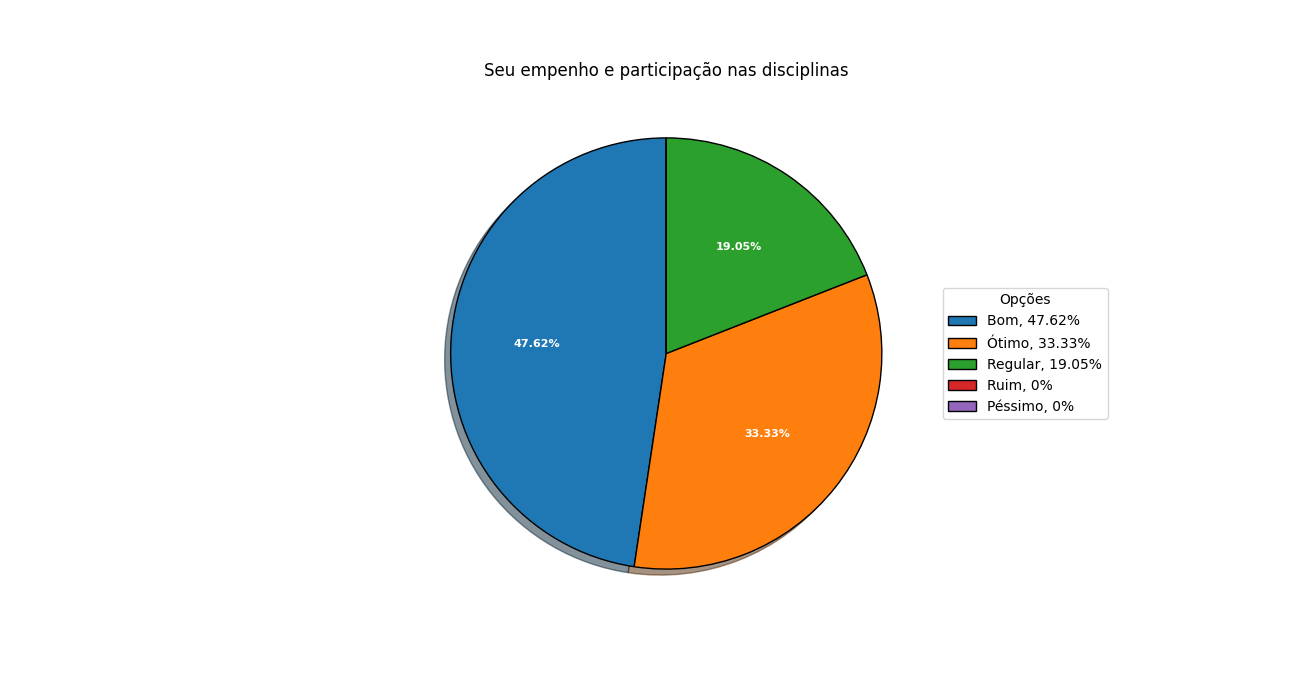 Seu empenho e participação nas disciplinas
19.05%
47.62%
33.33%
Opções
Bom, 47.62%
Ótimo, 33.33%
Regular, 19.05%
Ruim, 0%
Péssimo, 0%